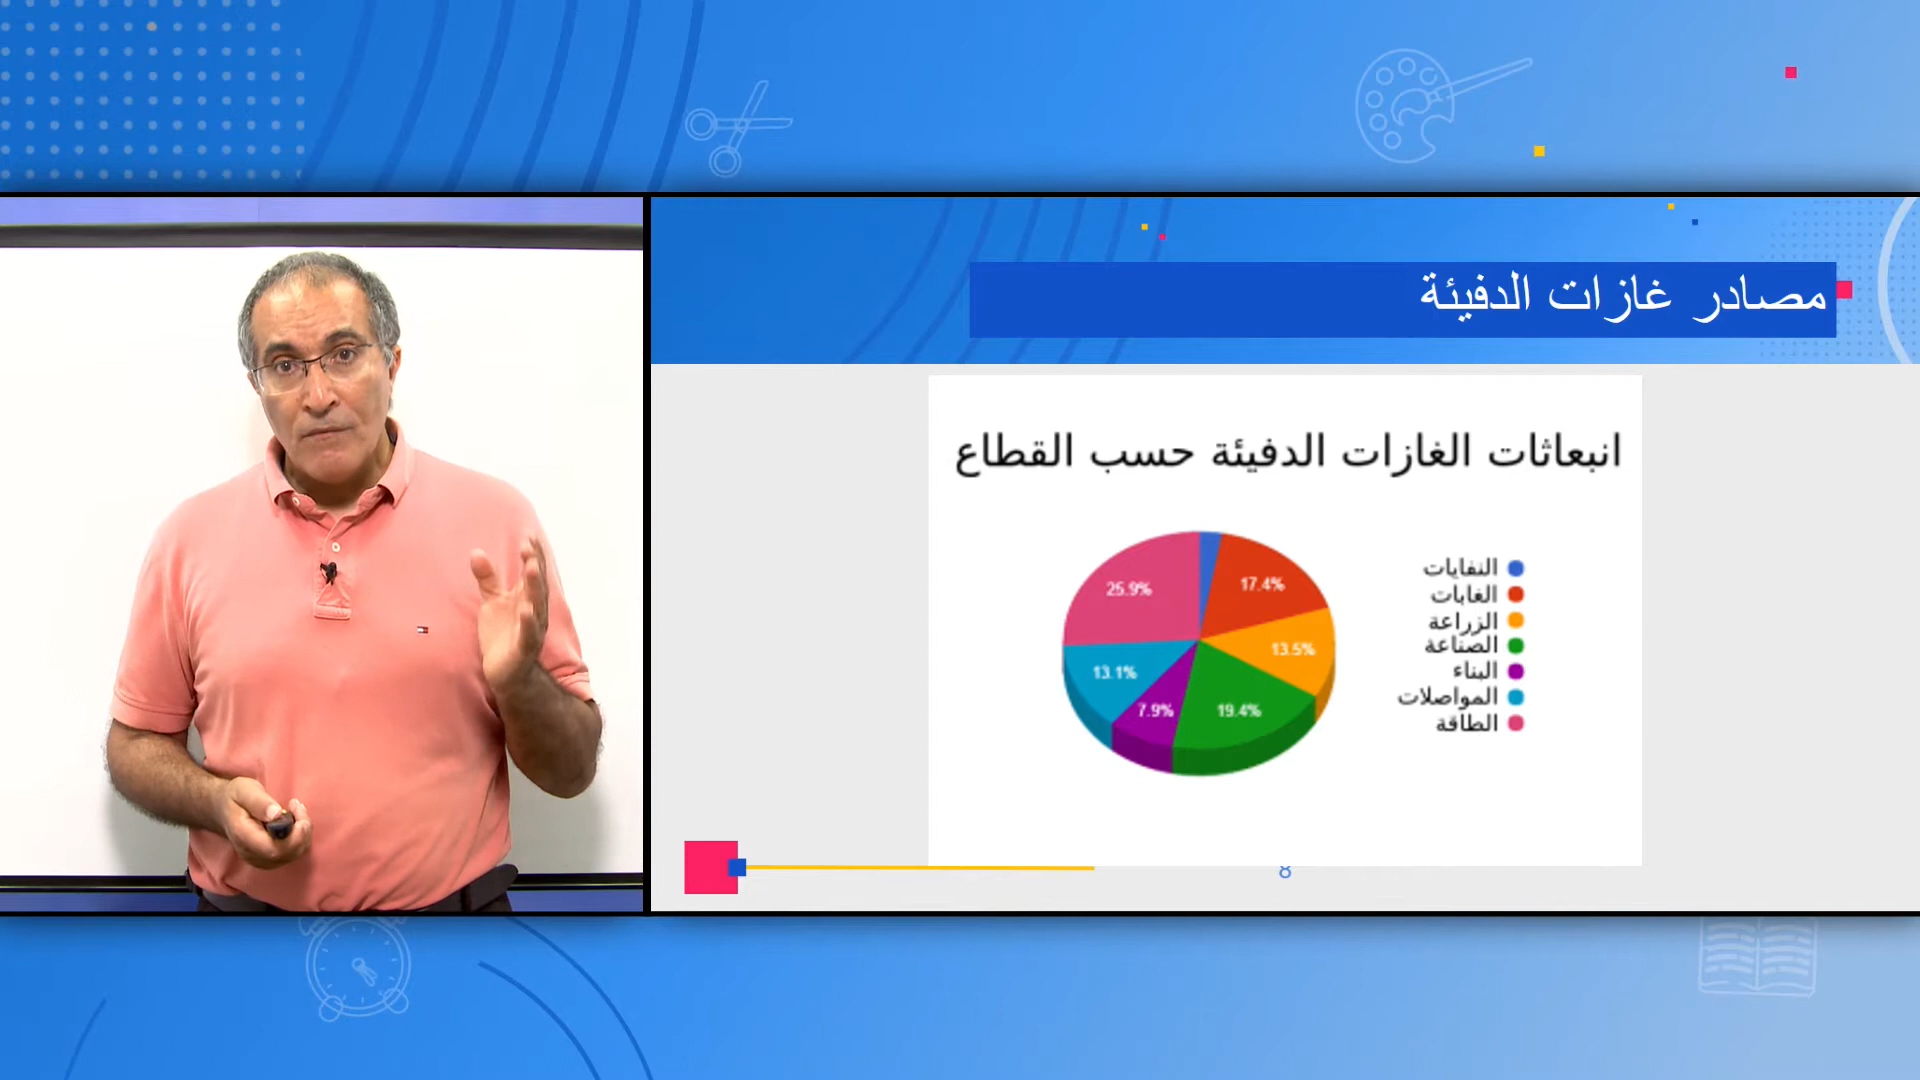 مصادر غازات الدفيئة
انبعاثات الغازات الدفيئة حسب القطاع
17.4%
25.9%
13.5%
13.1%
7.9%
19.4%
النفايات
الغابات
الزراعة
الصناعة
البناء
المواصلات
الطاقة
8